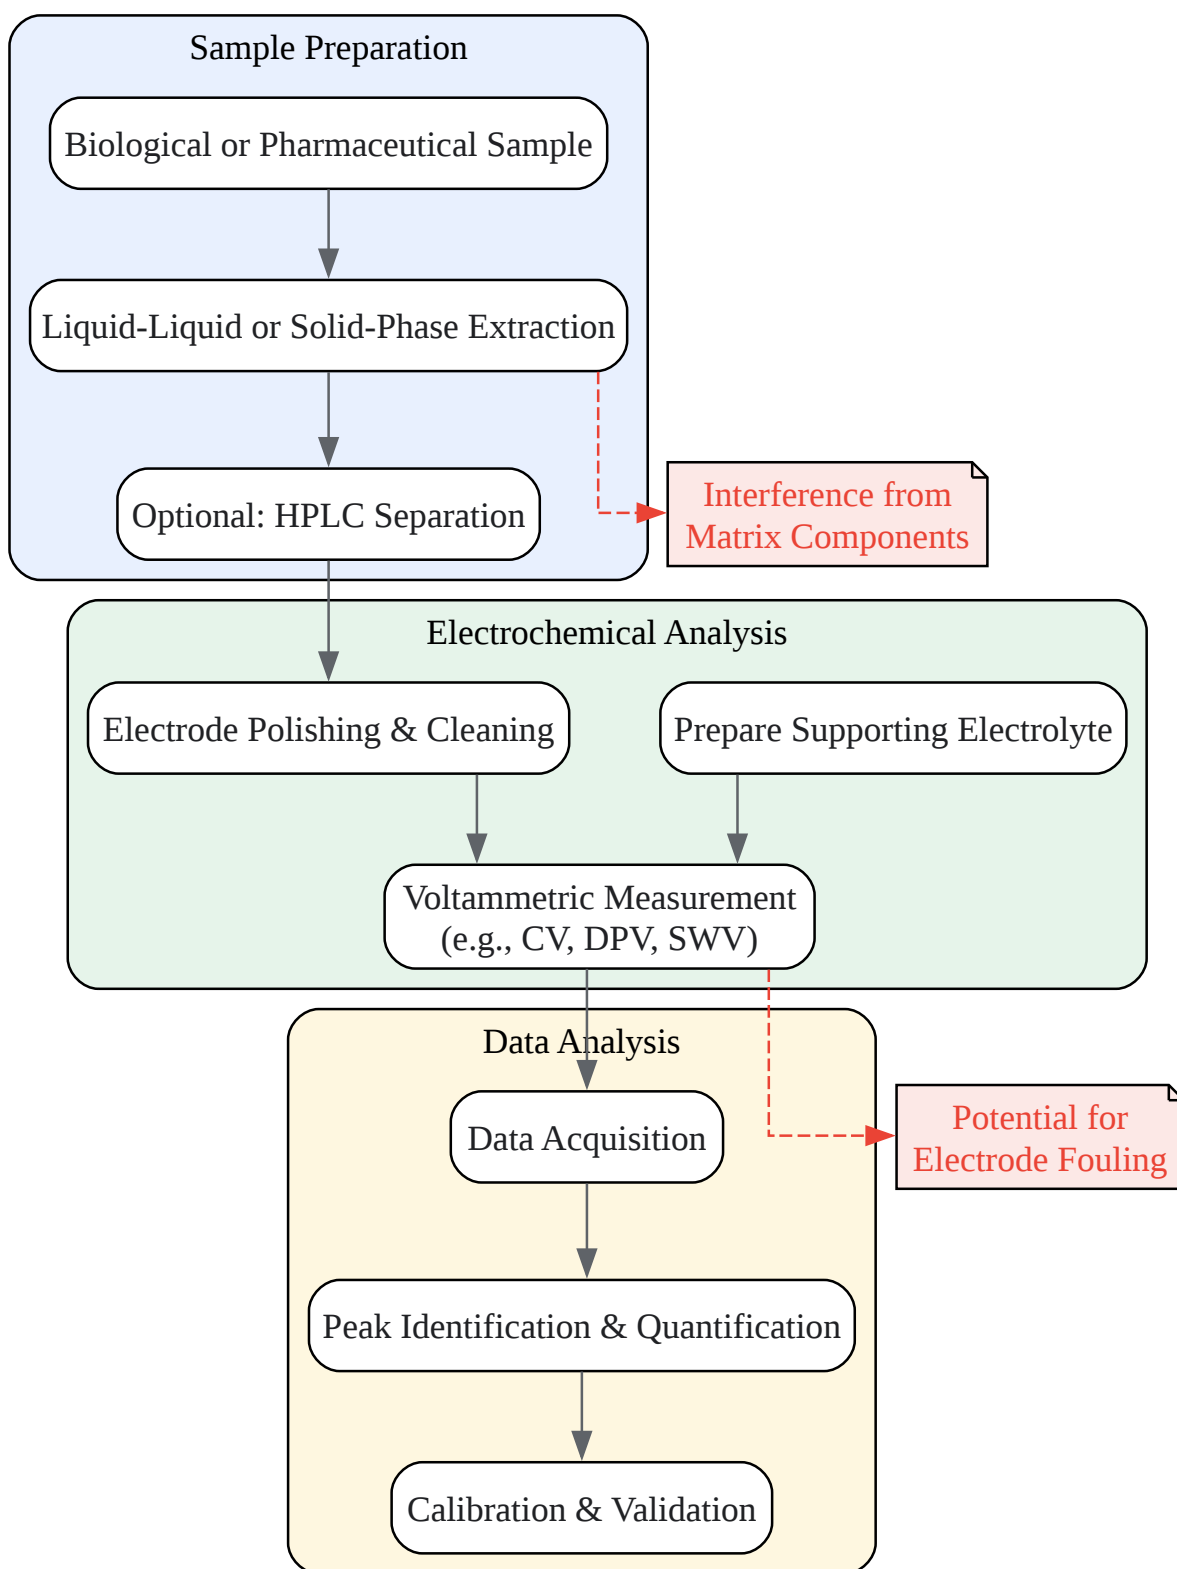 Sample Preparation
Biological or Pharmaceutical Sample
Liquid-Liquid or Solid-Phase Extraction
Optional: HPLC Separation
Interference from
Matrix Components
Electrochemical Analysis
Electrode Polishing & Cleaning
Prepare Supporting Electrolyte
Voltammetric Measurement
(e.g., CV, DPV, SWV)
Data Analysis
Data Acquisition
Potential for
Electrode Fouling
Peak Identification & Quantification
Calibration & Validation